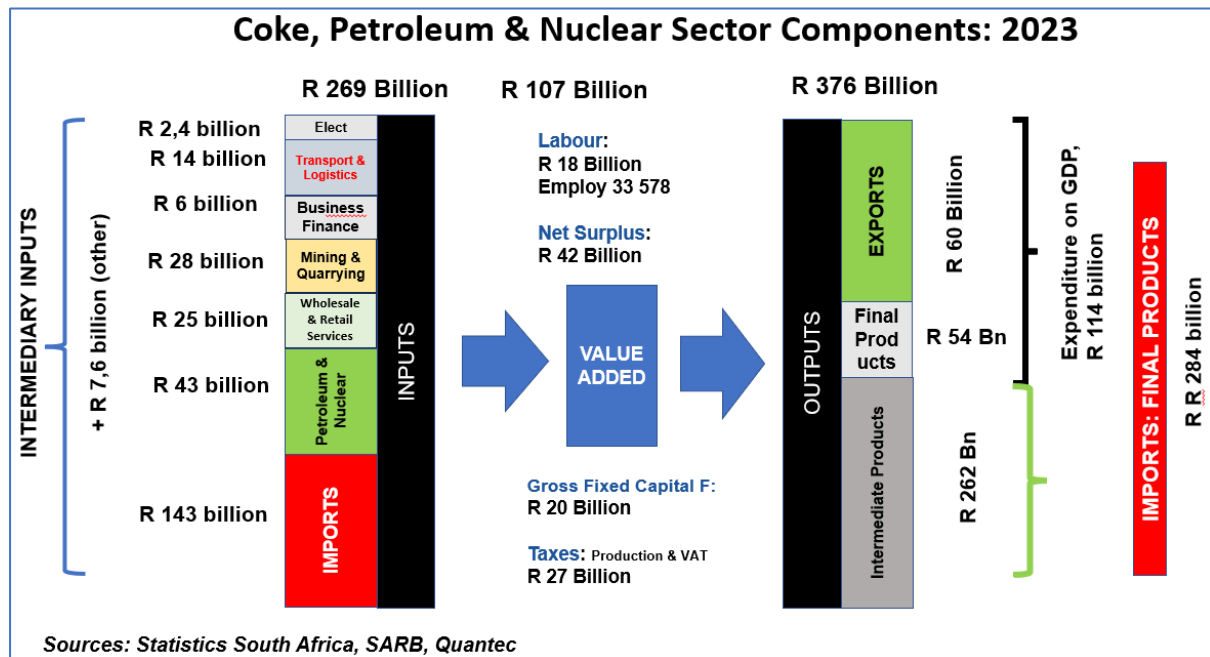 Coke, Petroleum & Nuclear Sector Components: 2023
R 269 Billion
R 107 Billion
R 376 Billion
INTERMEDIARY INPUTS
+ R 7,6 billion (other)
R 2,4 billion
R 14 billion
R 6 billion
R 28 billion
R 25 billion
R 43 billion
R 143 billion
Elect
Transport &
Logistics
Business
Finance
Mining &
Quarrying
Wholesale
& Retail
Services
Petroleum &
Nuclear
IMPORTS
INPUTS
Labour:
R 18 Billion
Employ 33 578
Net Surplus:
R 42 Billion
VALUE
ADDED
Gross Fixed Capital F:
R 20 Billion
Taxes: Production & VAT
R 27 Billion
OUTPUTS
EXPORTS
Final
Prod
ucts
Intermediate Products
R 60 Billion
R 54 Bn
R 262 Bn
Expenditure on GDP,
R 114 billion
IMPORTS: FINAL PRODUCTS
R R 284 billion
Sources: Statistics South Africa, SARB, Quantec